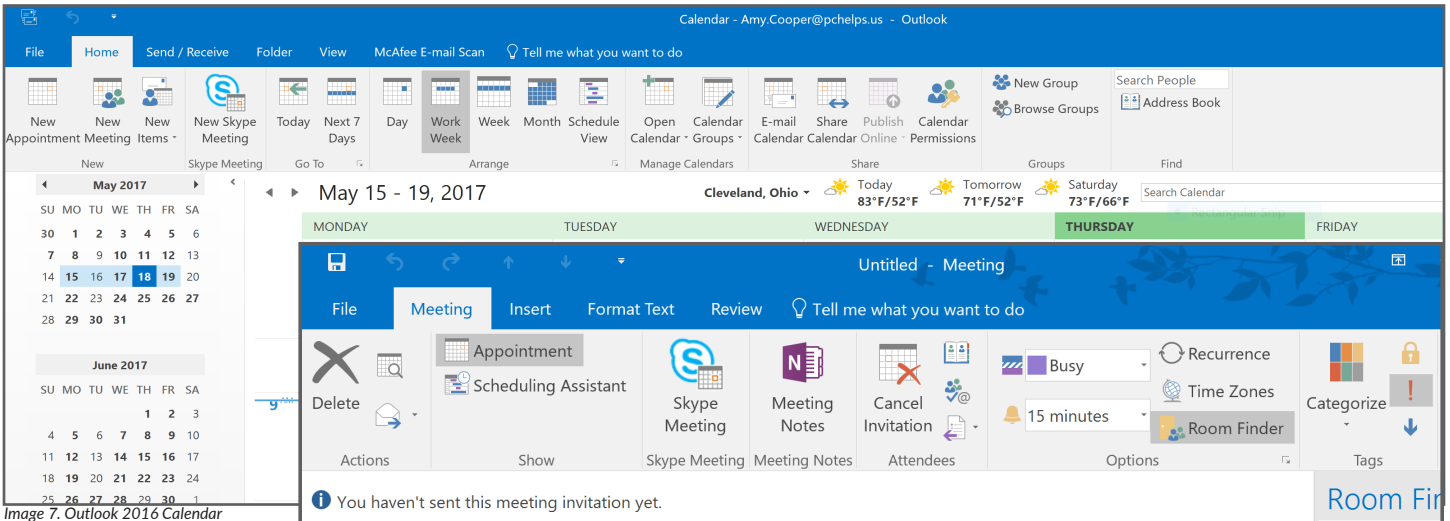 Calendar - Amy.Cooper@pchelps.us - Outlook
File Home Send / Receive Folder View McAfee E-mail Scan Tell me what you want to do
New Appointment
New Meeting
New Items
New Skype Meeting
Today
Next 7 Days
Day
Work Week
Week
Month
Schedule View
Open Calendar
Calendar Groups
E-mail Calendar
Share Calendar
Publish Online
Calendar Permissions
New Group
Browse Groups
Search People
Address Book
New Skype Meeting Go To Arrange Manage Calendars Share Groups Find
May 2017
SU MO TU WE TH FR SA
30 1 2 3 4 5 6
7 8 9 10 11 12 13
14 15 16 17 18 19 20
21 22 23 24 25 26 27
28 29 30 31
June 2017
SU MO TU WE TH FR SA
1 2 3
4 5 6 7 8 9 10
11 12 13 14 15 16 17
18 19 20 21 22 23 24
25 26 27 28 29 30 1
May 15 - 19, 2017
Cleveland, Ohio
Today
83°F/52°F
Tomorrow
71°F/52°F
Saturday
73°F/66°F
Search Calendar
Rectangular Snip
MONDAY TUESDAY WEDNESDAY THURSDAY FRIDAY
9 AM
Untitled - Meeting
File Meeting Insert Format Text Review Tell me what you want to do
Delete
Appointment
Scheduling Assistant
Skype Meeting
N
Meeting Notes
Cancel Invitation
Busy
15 minutes
Recurrence
Time Zones
Room Finder
Categorize
Actions Show Skype Meeting Meeting Notes Attendees Options Tags
You haven't sent this meeting invitation yet.
Room Fin
Image 7. Outlook 2016 Calendar